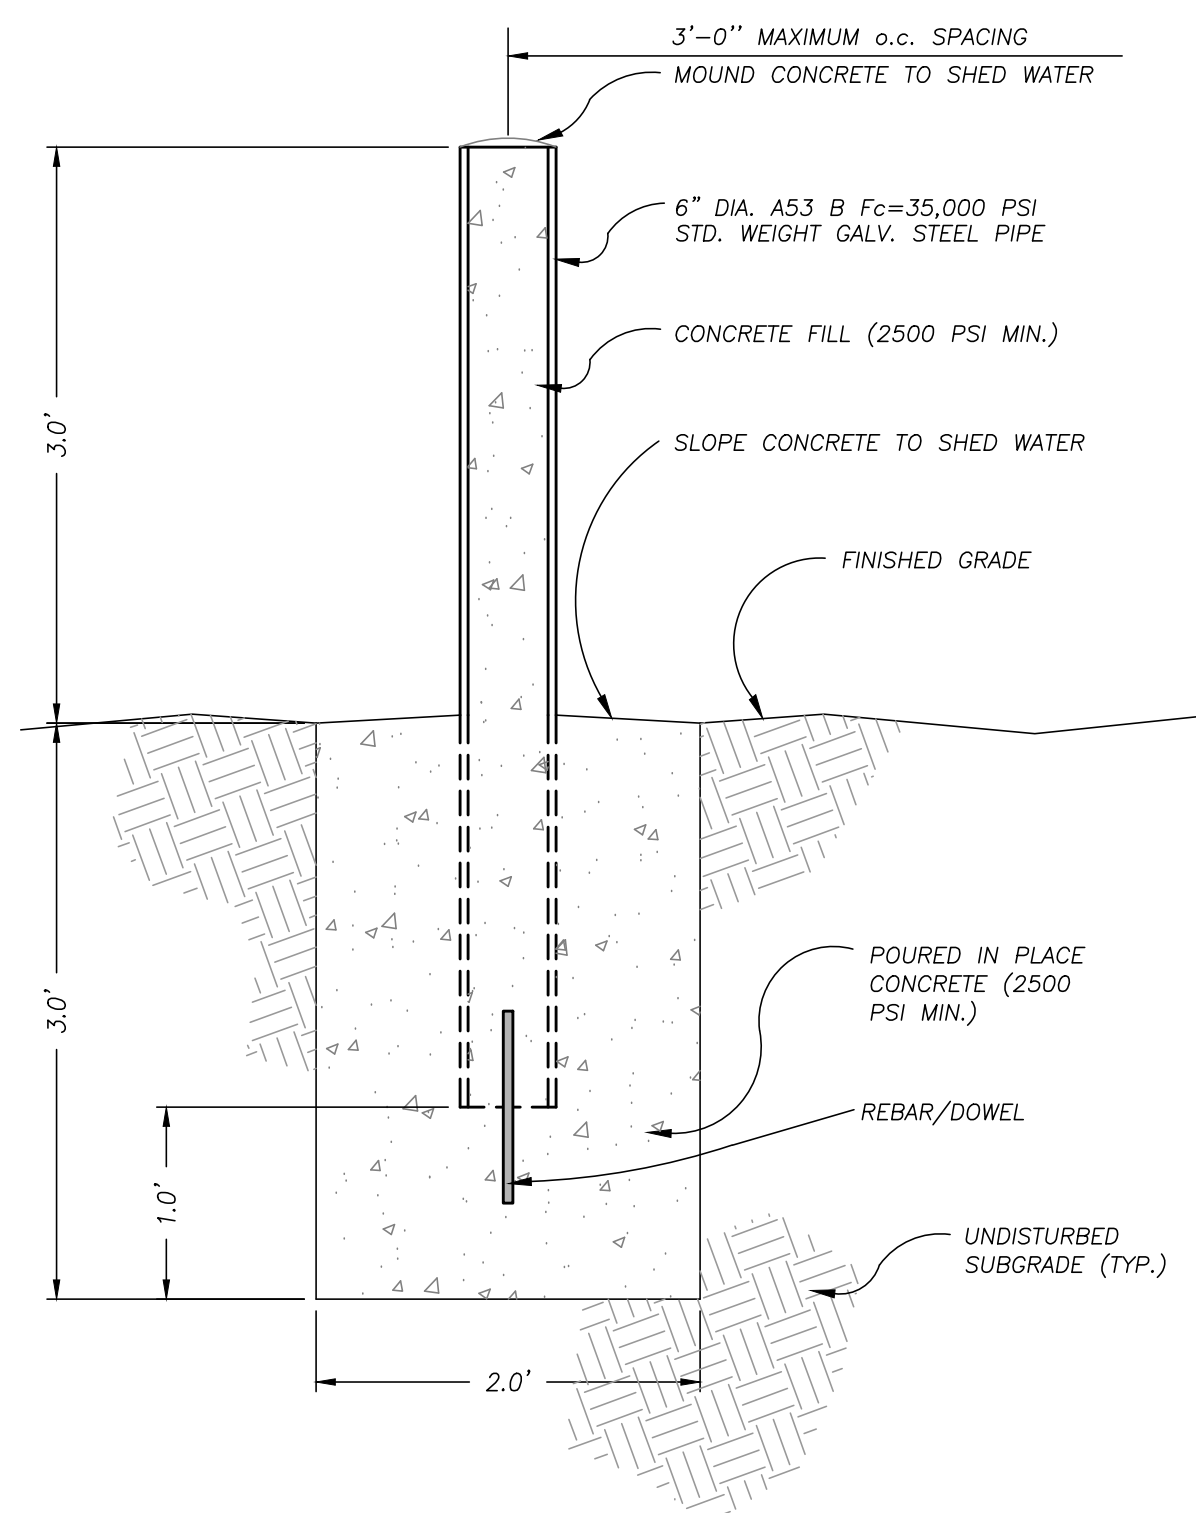 3'-0'' MAXIMUM o.c. SPACING
MOUND CONCRETE TO SHED WATER
6" DIA. A53 B Fc=35,000 PSI
STD. WEIGHT GALV. STEEL PIPE
CONCRETE FILL (2500 PSI MIN.)
3.0'
SLOPE CONCRETE TO SHED WATER
FINISHED GRADE
POURED IN PLACE
CONCRETE (2500
PSI MIN.)
3.0'
REBAR/DOWEL
1.0'
UNDISTURBED
SUBGRADE (TYP.)
2.0'